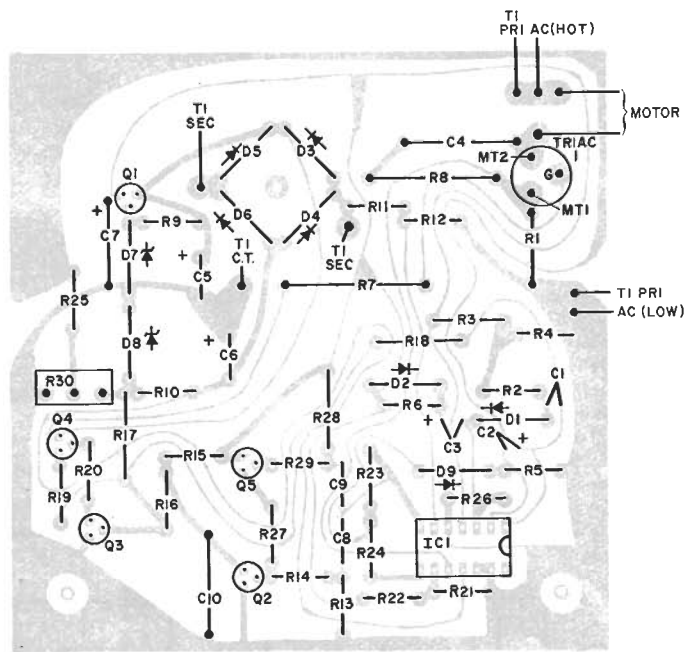 T1
PRI AC(HOT)
MOTOR
T1
SEC
D5
D3
C4
TRIAC
1
MT2
G
MT1
Q1
+
R9
C7
D6
D4
R8
R11
R12
R1
T1
C.T.
T1
SEC
D7
+
C5
R7
T1 PRI
AC (LOW)
R25
D8
+
C6
R3
R18
R4
R30
R10
D2
R2
C1
R6
D1
+
C3
C2
+
R28
Q4
R17
R20
R15
Q5
R29
R23
C9
D9
R5
R19
R16
R26
Q3
R27
C8
R24
IC1
C10
Q2
R14
R13
R22
R21